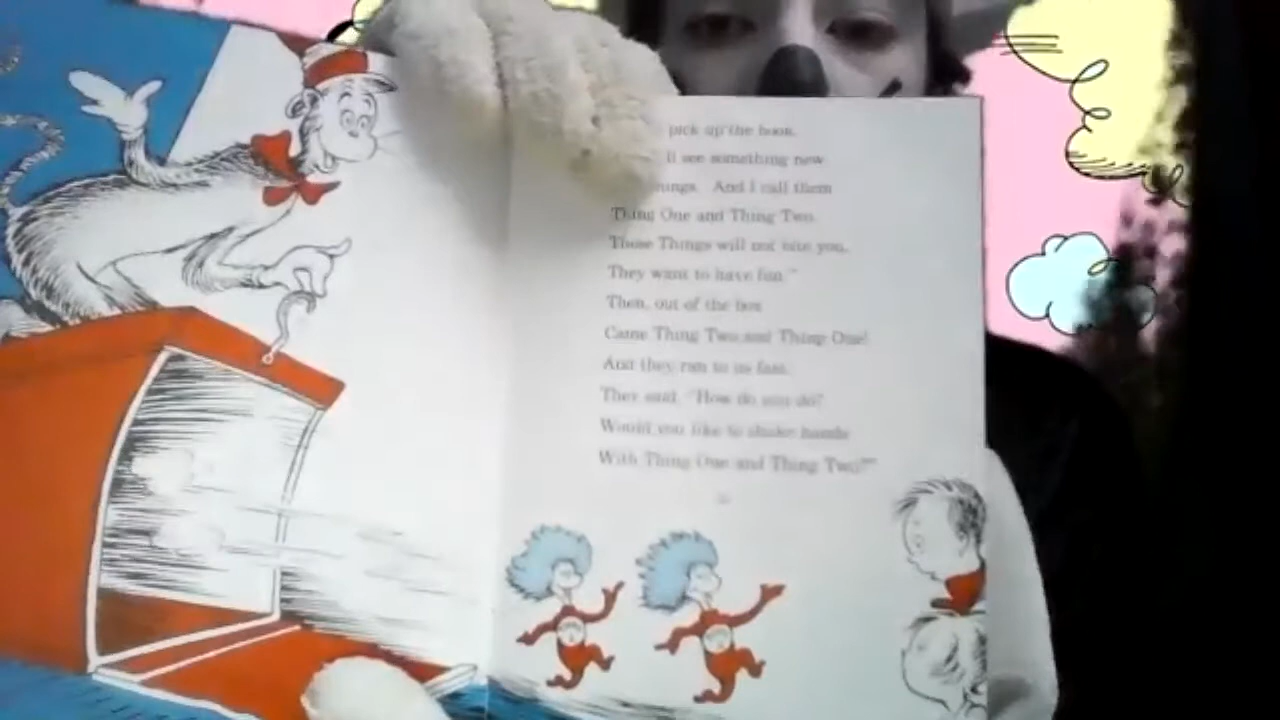 pick up the hook.
ll see something new
And I call them
Thing One and Thing Two.
These Things will not bite you.
They want to have fun."
Then, out of the box
Came Thing Two and Thing One!
And they ran to us fast.
They said, "How do you do?
Would you like to shake hands
With Thing One and Thing Two?"